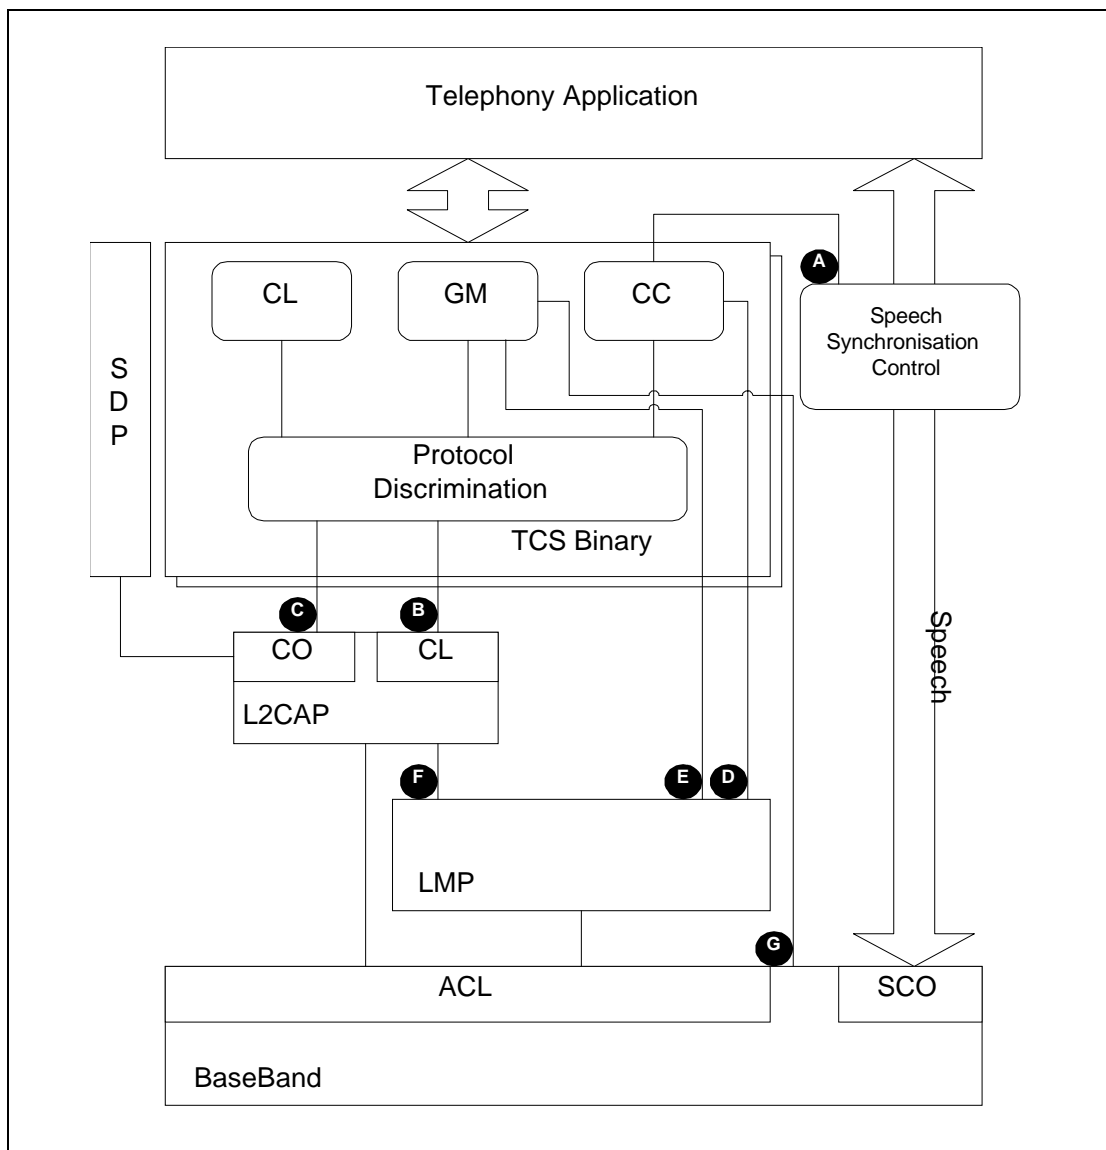 Telephony Application
A
CL
GM
CC
Speech
Synchronisation
Control
S
D
P
Protocol
Discrimination
TCS Binary
C
B
CO
CL
Speech
L2CAP
F
E
D
LMP
G
ACL
SCO
BaseBand